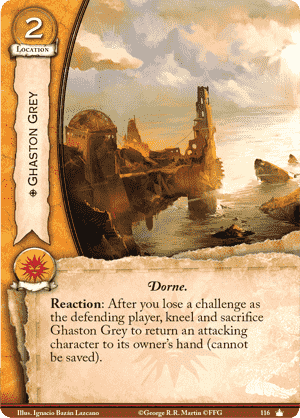 2
Location
Ghaston Grey
Dorne.
Reaction: After you lose a challenge as
the defending player, kneel and sacrifice
Ghaston Grey to return an attacking
character to its owner's hand (cannot
be saved).
Illus. Ignacio Bazán Lazcano
©George R.R. Martin ©FFG
116